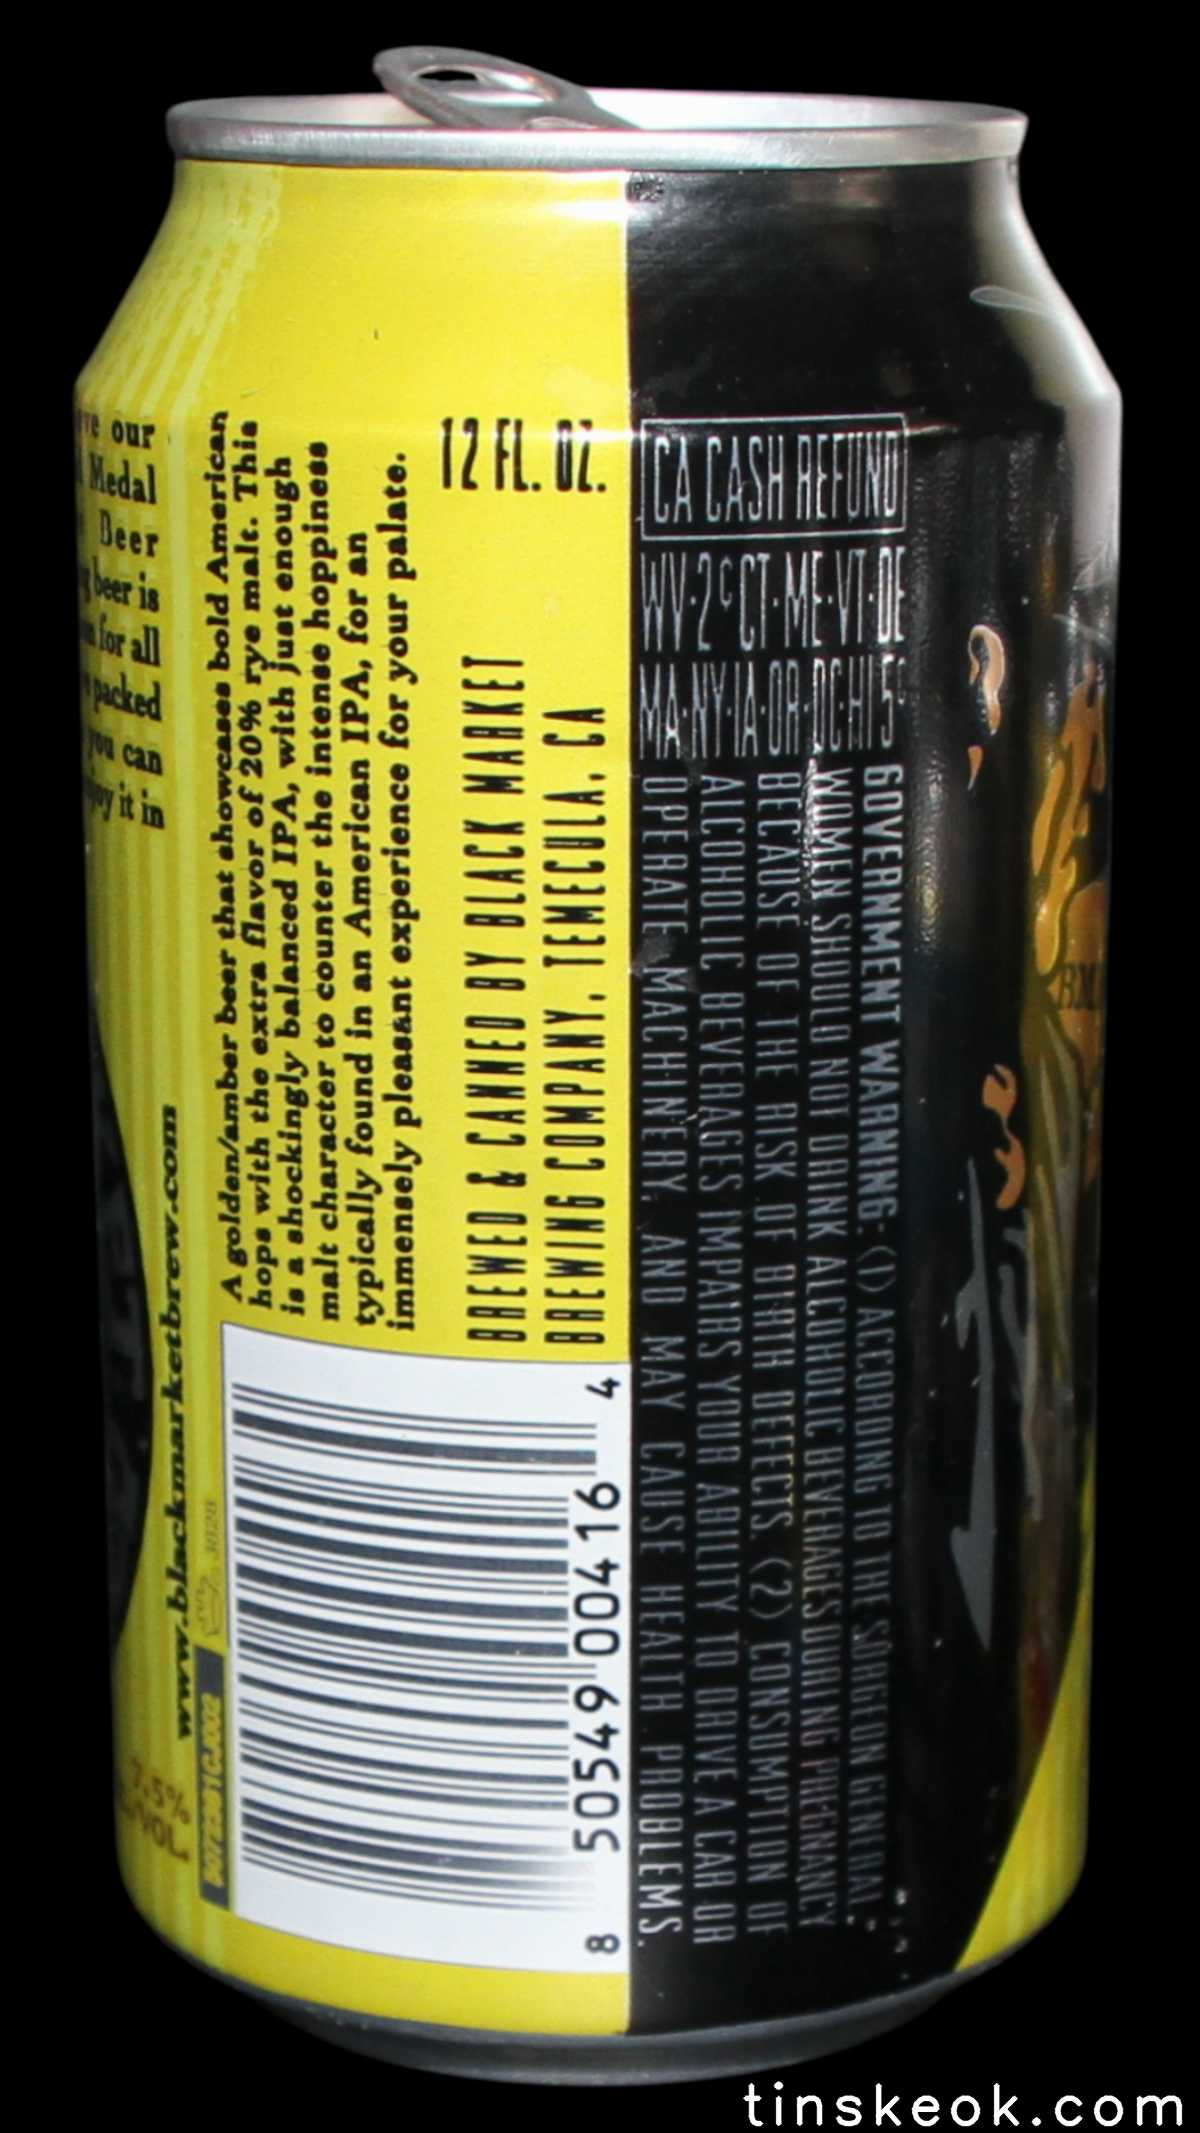 ve our
Medal
Beer
beer is
for all
packed
you can
it in
www.blackmarketbrew.com
7.5%
VOL.
A golden/amber beer that showcases bold American
hops with the extra flavor of 20% rye malt. This
is a shockingly balanced IPA, with just enough
malt character to counter the intense hoppiness
typically found in an American IPA, for an
immensely pleasant experience for your palate.
12 FL. OZ.
BREWED & CANNED BY BLACK MARKET
BREWING COMPANY, TEMECULA, CA
8 50549 00416 4
CA CASH REFUND
WV·2¢ CT·ME·VT·DE
MA·NY·IA·OR·DC·HI 5¢
GOVERNMENT WARNING: (1) ACCORDING TO THE SURGEON GENERAL,
WOMEN SHOULD NOT DRINK ALCOHOLIC BEVERAGES DURING PREGNANCY
BECAUSE OF THE RISK OF BIRTH DEFECTS. (2) CONSUMPTION OF
ALCOHOLIC BEVERAGES IMPAIRS YOUR ABILITY TO DRIVE A CAR OR
OPERATE MACHINERY, AND MAY CAUSE HEALTH PROBLEMS.
tinskeok.com